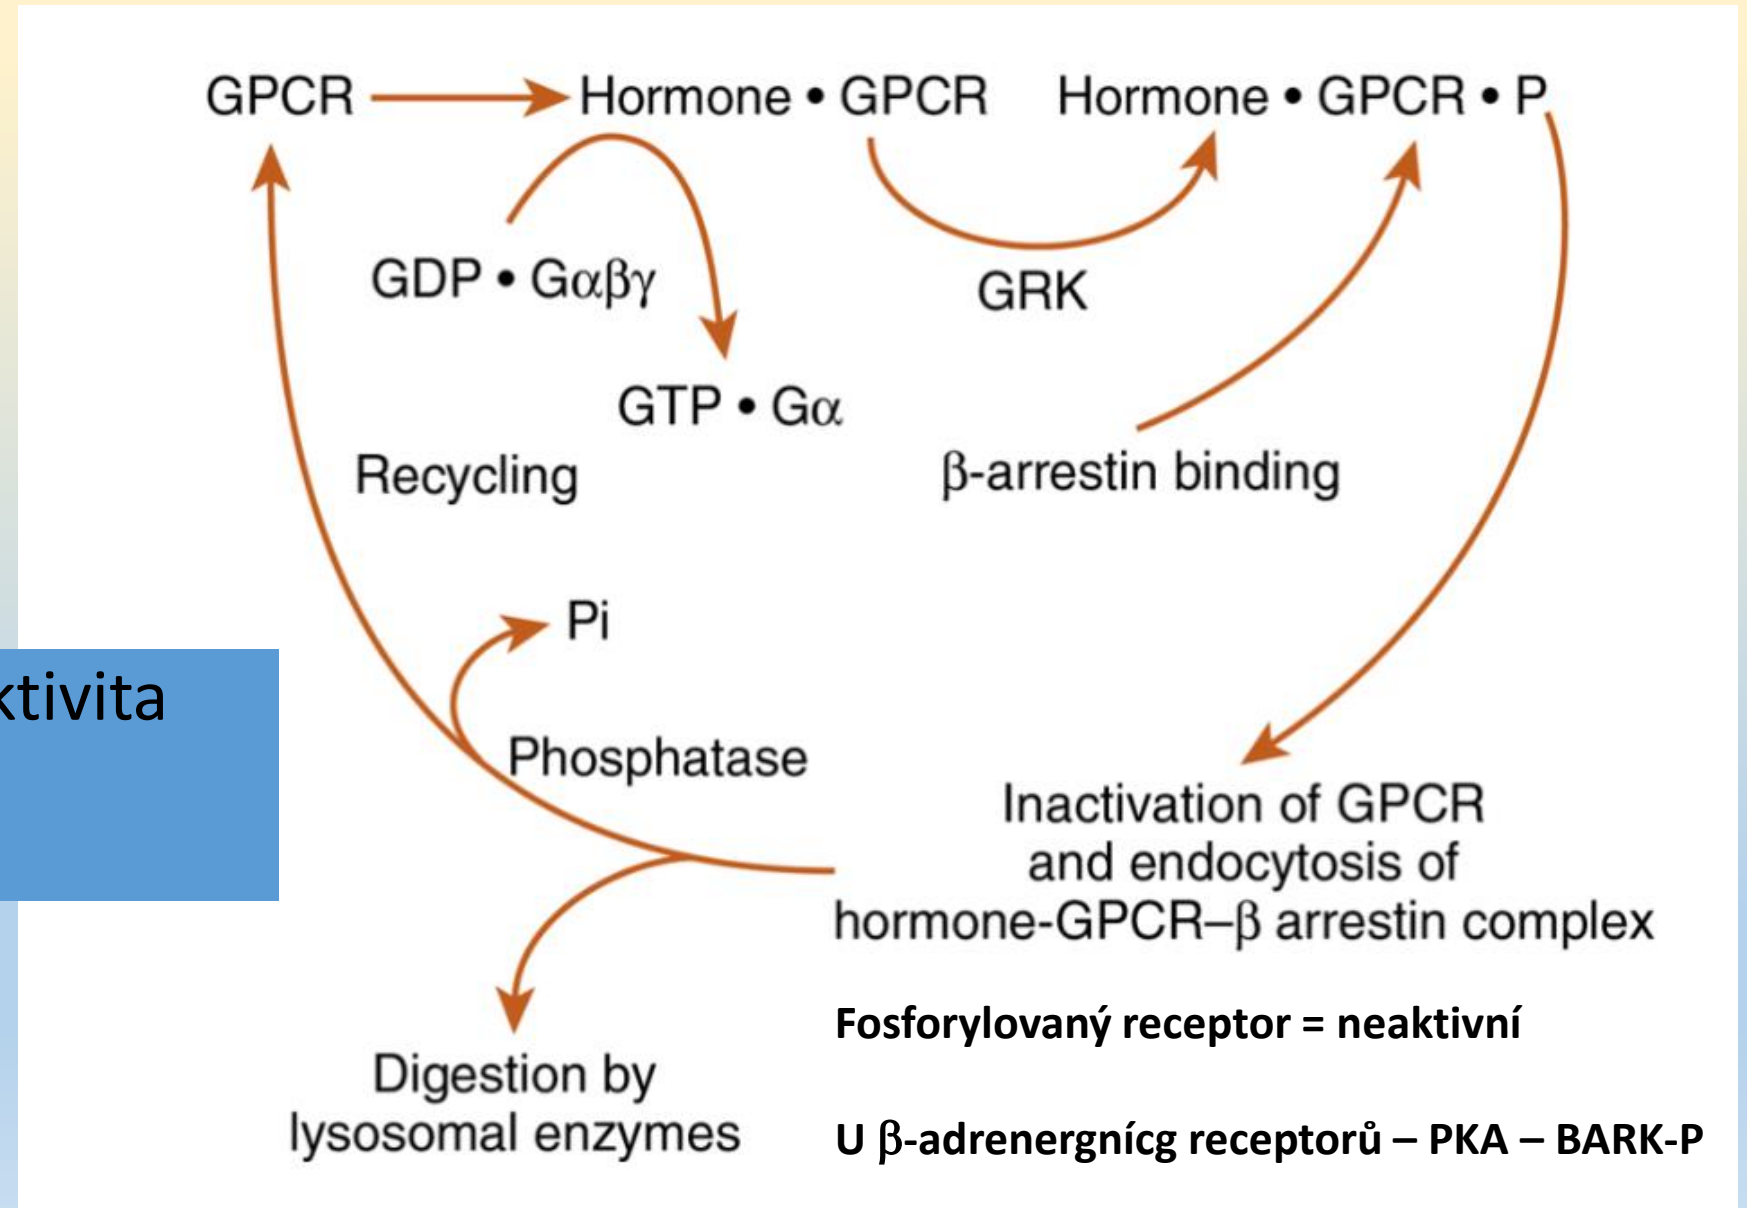 GPCR
Hormone • GPCR
Hormone • GPCR • P
GDP • Gαβγ
GRK
GTP • Gα
Recycling
β-arrestin binding
Pi
ktivita
Phosphatase
Inactivation of GPCR
and endocytosis of
hormone-GPCR–β arrestin complex
Fosforylovaný receptor = neaktivní
Digestion by
lysosomal enzymes
U β-adrenergnícg receptorů – PKA – BARK-P